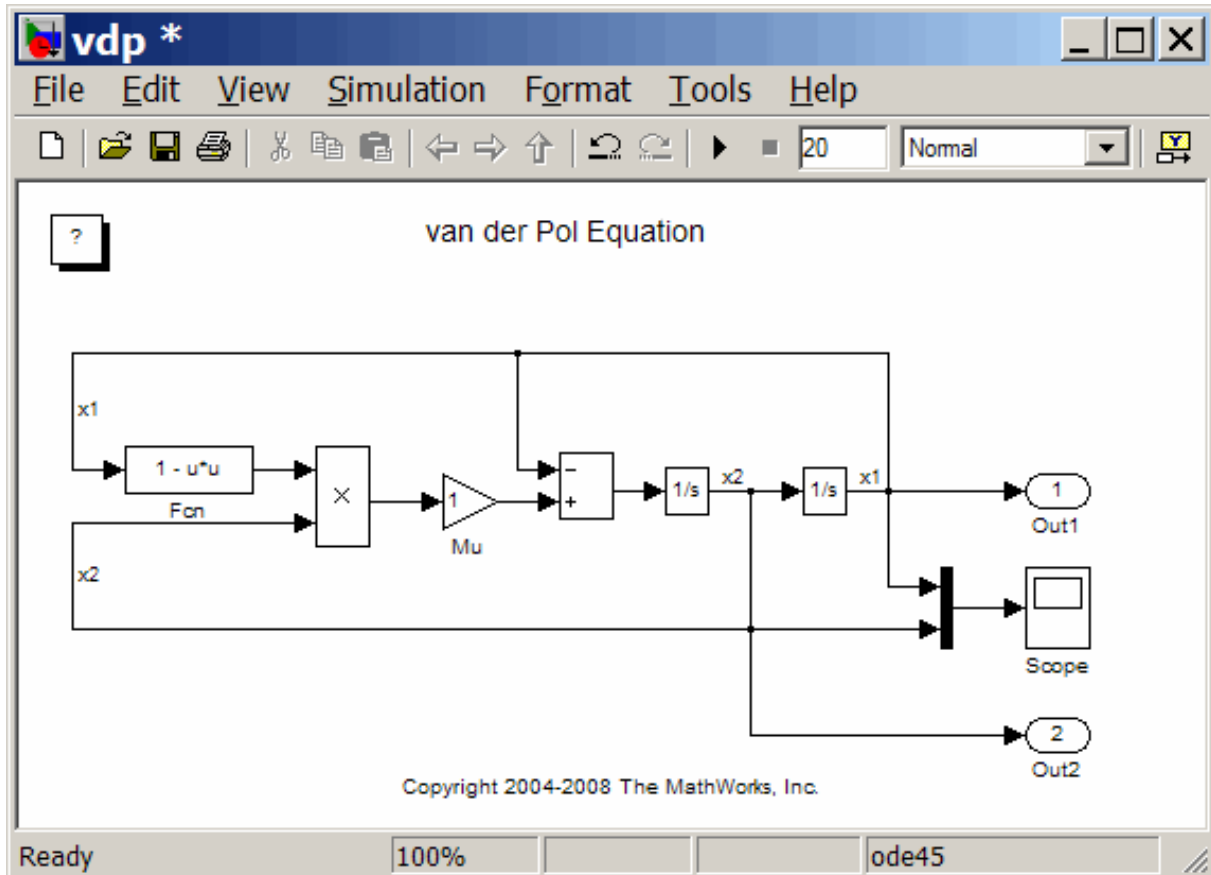 vdp *
File Edit View Simulation Format Tools Help
20 Normal
?
van der Pol Equation
x1
1 - u*u
Fcn
×
1
Mu
−
+
1/s
x2
1/s
x1
1
Out1
x2
Scope
2
Out2
Copyright 2004-2008 The MathWorks, Inc.
Ready 100% ode45